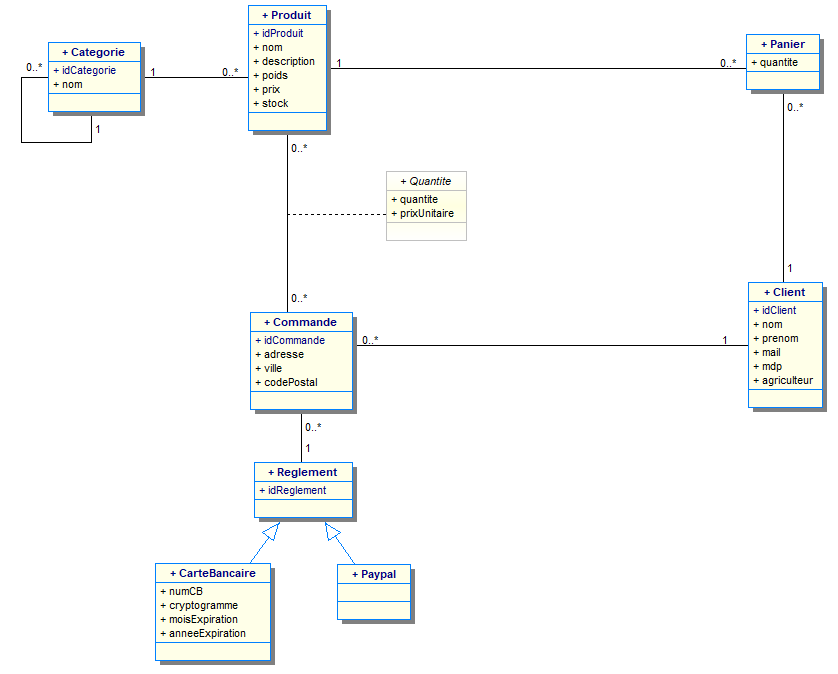 + Produit
+ idProduit
+ nom
+ description
+ poids
+ prix
+ stock
+ Categorie
+ idCategorie
+ nom
0..*
1
1
0..*
1
0..*
+ Panier
+ quantite
0..*
1
0..*
+ Quantite
+ quantite
+ prixUnitaire
0..*
+ Commande
+ idCommande
+ adresse
+ ville
+ codePostal
0..*
1
+ Client
+ idClient
+ nom
+ prenom
+ mail
+ mdp
+ agriculteur
0..*
1
+ Reglement
+ idReglement
+ CarteBancaire
+ numCB
+ cryptogramme
+ moisExpiration
+ anneeExpiration
+ Paypal